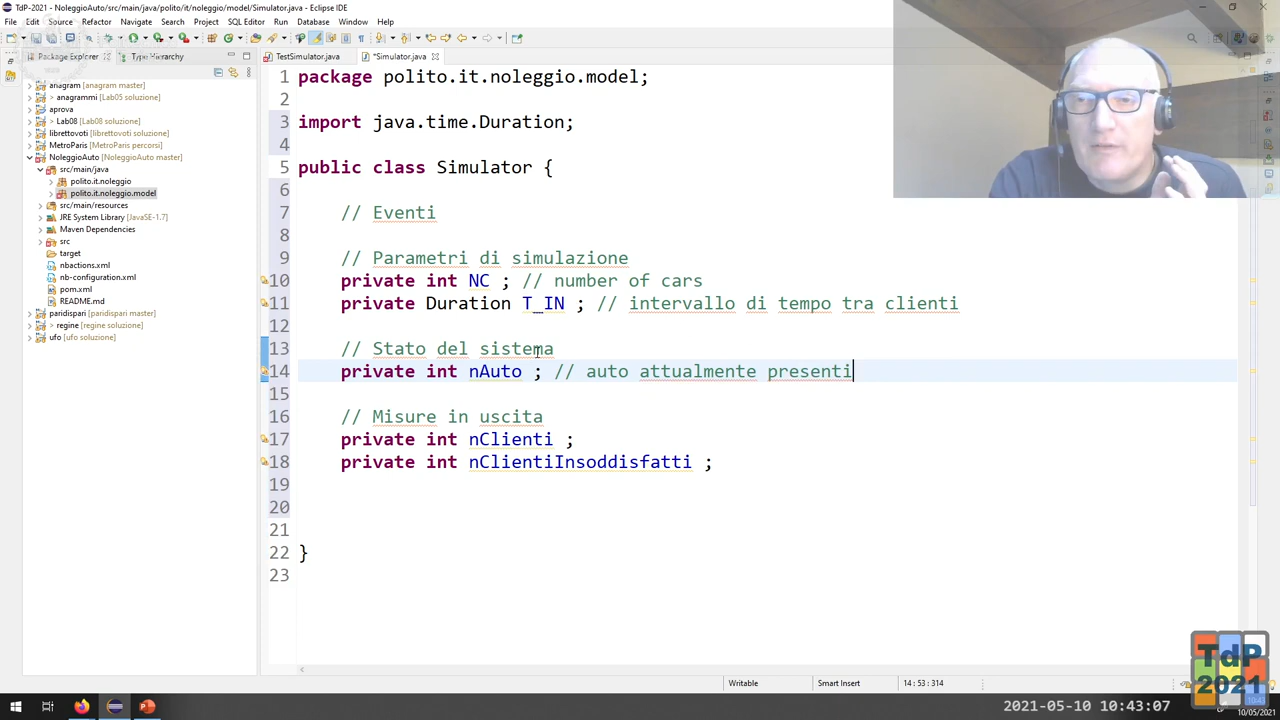 TdP-2021 - NoleggioAuto/src/main/java/polito/it/noleggio/model/Simulator.java - Eclipse IDE
File Edit Source Refactor Navigate Search Project SQL Editor Run Database Window Help
Package Explorer Type Hierarchy
TestSimulator.java *Simulator.java
anagram [anagram master]
> anagrammi [Lab05 soluzione]
aprova
> Lab08 [Lab08 soluzione]
librettovoti [librettovoti soluzione]
MetroParis [MetroParis percorsi]
NoleggioAuto [NoleggioAuto master]
src/main/java
polito.it.noleggio
polito.it.noleggio.model
src/main/resources
JRE System Library [JavaSE-1.7]
Maven Dependencies
src
target
nbactions.xml
nb-configuration.xml
pom.xml
README.md
paridispari [paridispari master]
> regine [regine soluzione]
ufo [ufo soluzione]
1 package polito.it.noleggio.model;
2
3 import java.time.Duration;
4
5 public class Simulator {
6
7 // Eventi
8
9 // Parametri di simulazione
10 private int NC ; // number of cars
11 private Duration T_IN ; // intervallo di tempo tra clienti
12
13 // Stato del sistema
14 private int nAuto ; // auto attualmente presenti
15
16 // Misure in uscita
17 private int nClienti ;
18 private int nClientiInsoddisfatti ;
19
20
21
22 }
23
Writable Smart Insert 14 : 53 : 314
TdP
2021
2021-05-10 10:43:07
10/05/2021